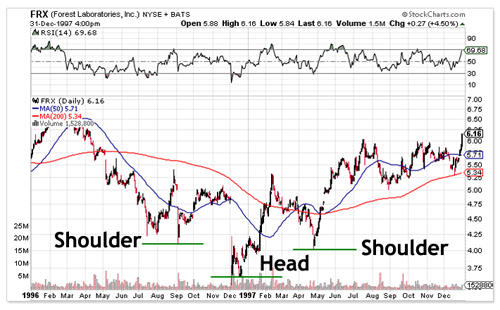 FRX (Forest Laboratories, Inc.) NYSE + BATS © StockCharts.com
31-Dec-1997 4:00pm Open 5.88 High 6.16 Low 5.84 Last 6.16 Volume 1.5M Chg +0.27 (+4.50%)
RSI(14) 69.68
90
69.68
50
30
10
FRX (Daily) 6.16
MA(50) 5.71
MA(200) 5.34
Volume 1,528,800
7.00
6.75
6.50
6.16
6.00
5.71
5.34
5.25
5.00
4.75
4.50
4.25
4.00
3.75
25M
20M
15M
10M
5M
1528800
Shoulder
Head
Shoulder
1996 Feb Mar Apr May Jun Jul Aug Sep Oct Nov Dec 1997 Feb Mar Apr May Jun Jul Aug Sep Oct Nov Dec